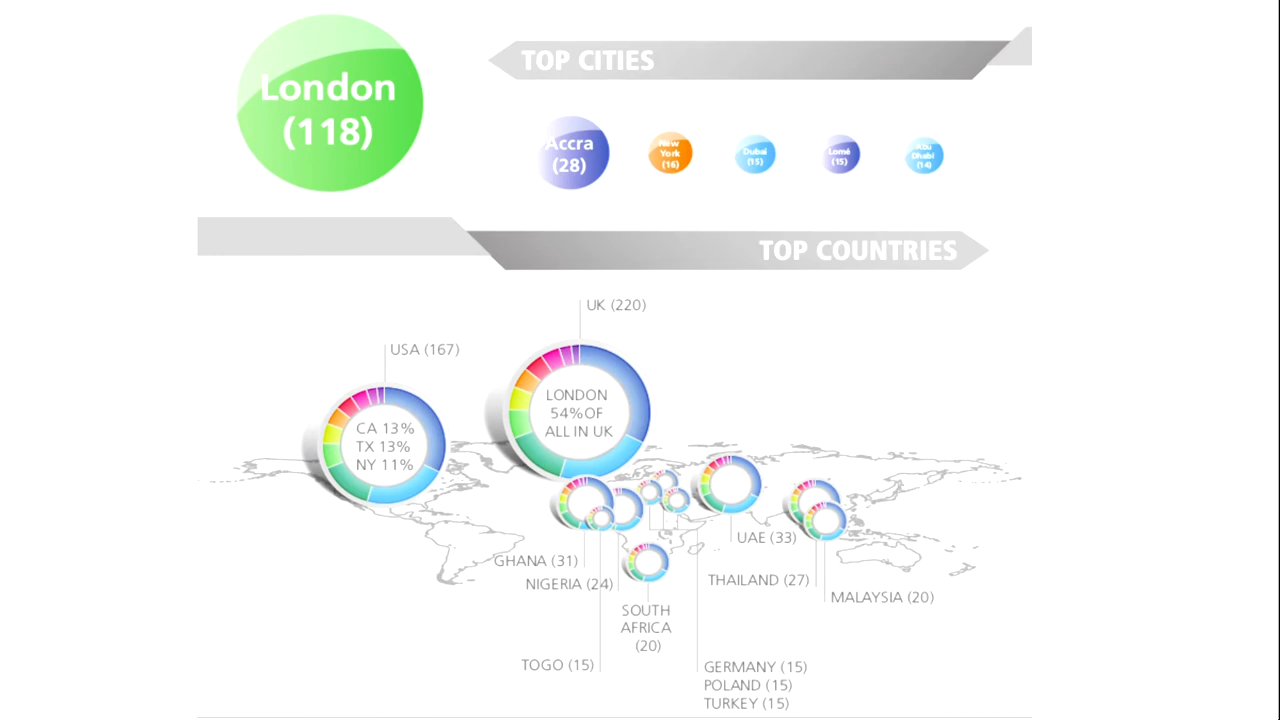 London
(118)
TOP CITIES
Accra
(28)
New
York
(16)
Dubai
(15)
Lomé
(15)
Abu
Dhabi
(14)
TOP COUNTRIES
UK (220)
USA (167)
LONDON
54% OF
ALL IN UK
CA 13%
TX 13%
NY 11%
UAE (33)
GHANA (31)
NIGERIA (24)
THAILAND (27)
MALAYSIA (20)
SOUTH
AFRICA
(20)
TOGO (15)
GERMANY (15)
POLAND (15)
TURKEY (15)